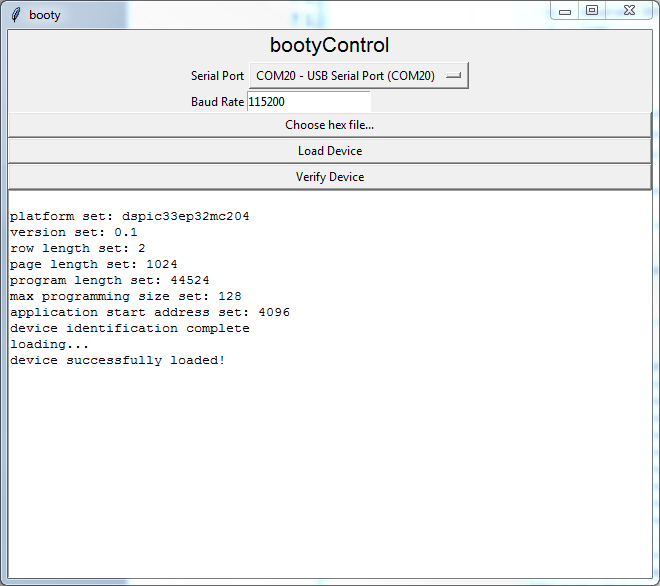 booty
bootyControl
Serial Port COM20 - USB Serial Port (COM20)
Baud Rate 115200
Choose hex file...
Load Device
Verify Device
platform set: dspic33ep32mc204
version set: 0.1
row length set: 2
page length set: 1024
program length set: 44524
max programming size set: 128
application start address set: 4096
device identification complete
loading...
device successfully loaded!